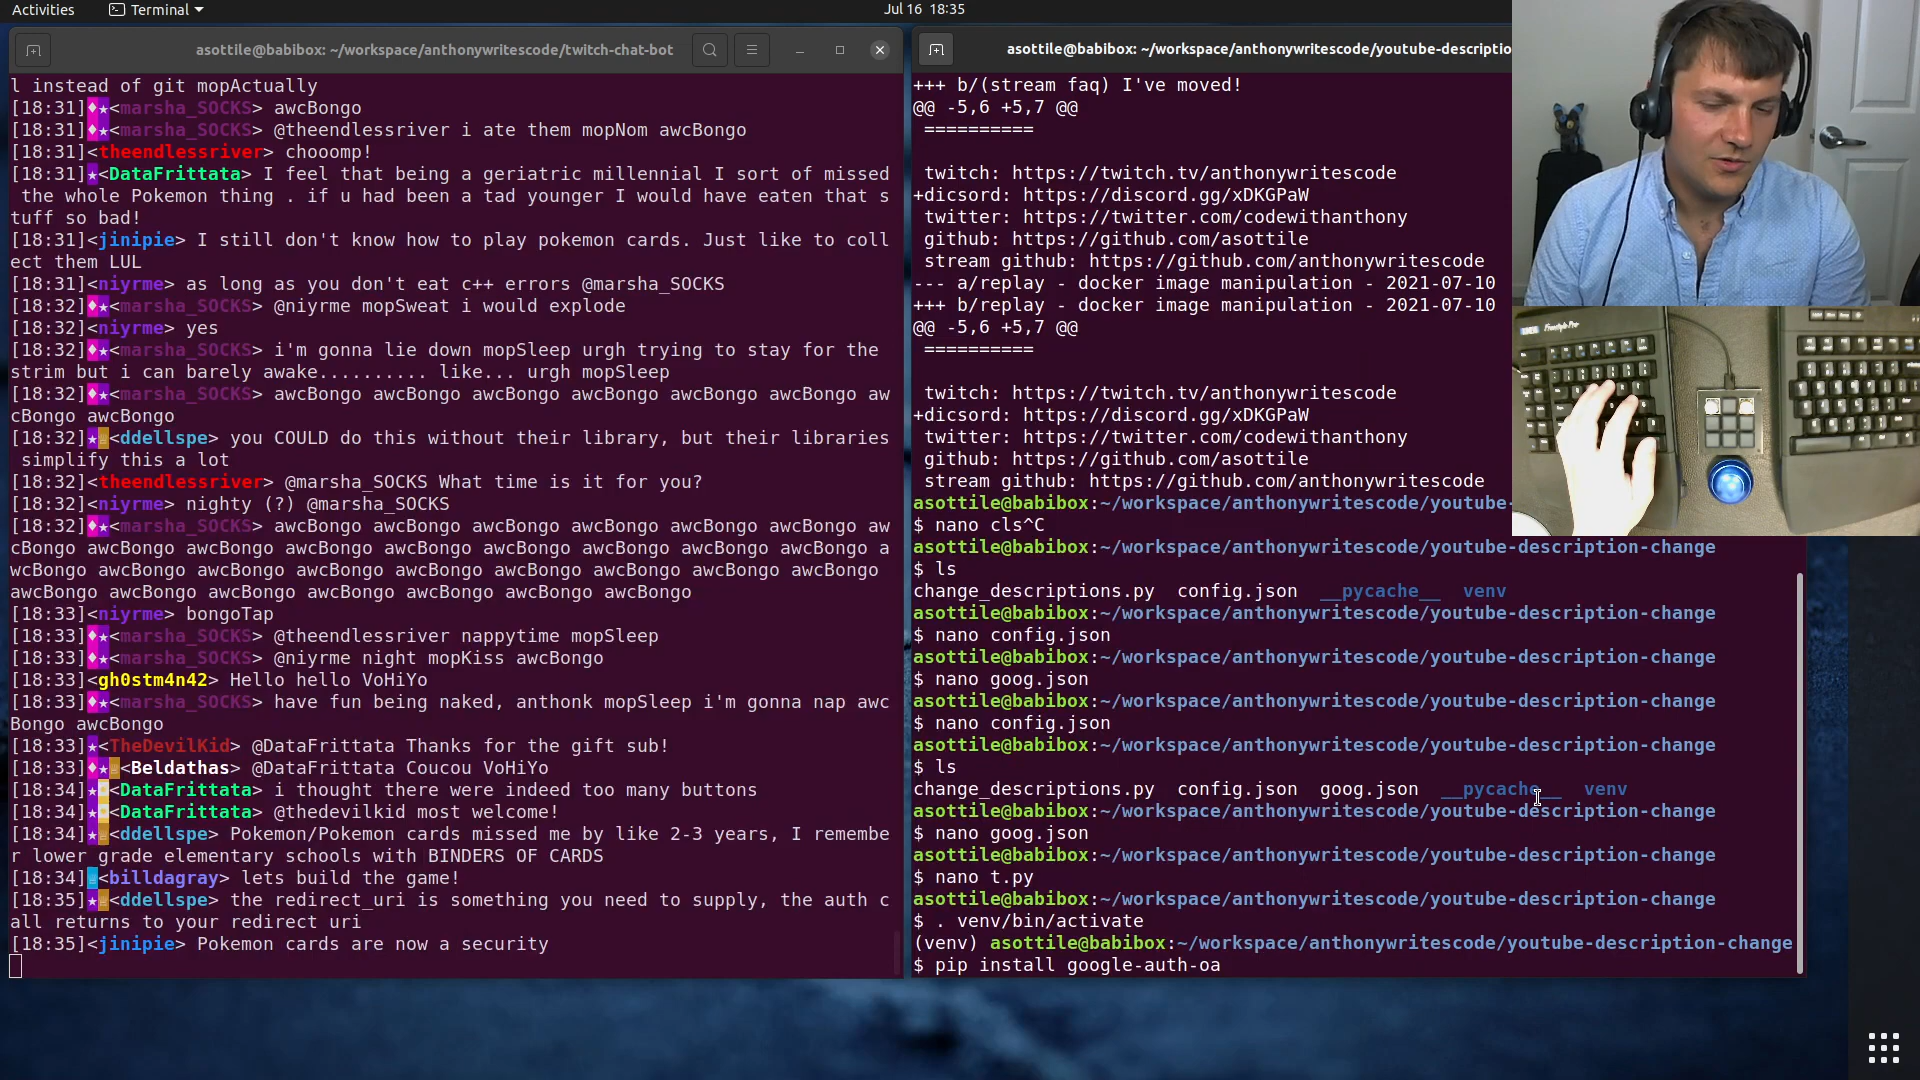 Activities
Terminal
Jul 16  18:35
asottile@babibox: ~/workspace/anthonywritescode/twitch-chat-bot
l instead of git mopActually
[18:31]♦★<marsha_SOCKS> awcBongo
[18:31]♦★<marsha_SOCKS> @theendlessriver i ate them mopNom awcBongo
[18:31]<theendlessriver> chooomp!
[18:31]★<DataFrittata> I feel that being a geriatric millennial I sort of missed
 the whole Pokemon thing . if u had been a tad younger I would have eaten that s
tuff so bad!
[18:31]<jinipie> I still don't know how to play pokemon cards. Just like to coll
ect them LUL
[18:31]<niyrme> as long as you don't eat c++ errors @marsha_SOCKS
[18:32]♦★<marsha_SOCKS> @niyrme mopSweat i would explode
[18:32]<niyrme> yes
[18:32]♦★<marsha_SOCKS> i'm gonna lie down mopSleep urgh trying to stay for the
strim but i can barely awake.......... like... urgh mopSleep
[18:32]♦★<marsha_SOCKS> awcBongo awcBongo awcBongo awcBongo awcBongo awcBongo aw
cBongo awcBongo
[18:32]★<ddellspe> you COULD do this without their library, but their libraries
 simplify this a lot
[18:32]<theendlessriver> @marsha_SOCKS What time is it for you?
[18:32]<niyrme> nighty (?) @marsha_SOCKS
[18:32]♦★<marsha_SOCKS> awcBongo awcBongo awcBongo awcBongo awcBongo awcBongo aw
cBongo awcBongo awcBongo awcBongo awcBongo awcBongo awcBongo awcBongo awcBongo a
wcBongo awcBongo awcBongo awcBongo awcBongo awcBongo awcBongo awcBongo awcBongo
awcBongo awcBongo awcBongo awcBongo awcBongo awcBongo awcBongo
[18:33]<niyrme> bongoTap
[18:33]♦★<marsha_SOCKS> @theendlessriver nappytime mopSleep
[18:33]♦★<marsha_SOCKS> @niyrme night mopKiss awcBongo
[18:33]<gh0stm4n42> Hello hello VoHiYo
[18:33]♦★<marsha_SOCKS> have fun being naked, anthonk mopSleep i'm gonna nap awc
Bongo awcBongo
[18:33]★<TheDevilKid> @DataFrittata Thanks for the gift sub!
[18:33]♦★<Beldathas> @DataFrittata Coucou VoHiYo
[18:34]★<DataFrittata> i thought there were indeed too many buttons
[18:34]★<DataFrittata> @thedevilkid most welcome!
[18:34]★<ddellspe> Pokemon/Pokemon cards missed me by like 2-3 years, I remembe
r lower grade elementary schools with BINDERS OF CARDS
[18:34]<billdagray> lets build the game!
[18:35]★<ddellspe> the redirect_uri is something you need to supply, the auth c
all returns to your redirect uri
[18:35]<jinipie> Pokemon cards are now a security
asottile@babibox: ~/workspace/anthonywritescode/youtube-descriptio
+++ b/(stream faq) I've moved!
@@ -5,6 +5,7 @@
 ==========
 twitch: https://twitch.tv/anthonywritescode
+dicsord: https://discord.gg/xDKGPaW
 twitter: https://twitter.com/codewithanthony
 github: https://github.com/asottile
 stream github: https://github.com/anthonywritescode
--- a/replay - docker image manipulation - 2021-07-10
+++ b/replay - docker image manipulation - 2021-07-10
@@ -5,6 +5,7 @@
 ==========
 twitch: https://twitch.tv/anthonywritescode
+dicsord: https://discord.gg/xDKGPaW
 twitter: https://twitter.com/codewithanthony
 github: https://github.com/asottile
 stream github: https://github.com/anthonywritescode
asottile@babibox:~/workspace/anthonywritescode/youtube-
$ nano cls^C
asottile@babibox:~/workspace/anthonywritescode/youtube-description-change
$ ls
change_descriptions.py  config.json  __pycache__  venv
asottile@babibox:~/workspace/anthonywritescode/youtube-description-change
$ nano config.json
asottile@babibox:~/workspace/anthonywritescode/youtube-description-change
$ nano goog.json
asottile@babibox:~/workspace/anthonywritescode/youtube-description-change
$ nano config.json
asottile@babibox:~/workspace/anthonywritescode/youtube-description-change
$ ls
change_descriptions.py  config.json  goog.json  __pycache__  venv
asottile@babibox:~/workspace/anthonywritescode/youtube-description-change
$ nano goog.json
asottile@babibox:~/workspace/anthonywritescode/youtube-description-change
$ nano t.py
asottile@babibox:~/workspace/anthonywritescode/youtube-description-change
$ . venv/bin/activate
(venv) asottile@babibox:~/workspace/anthonywritescode/youtube-description-change
$ pip install google-auth-oa
Freestyle Pro